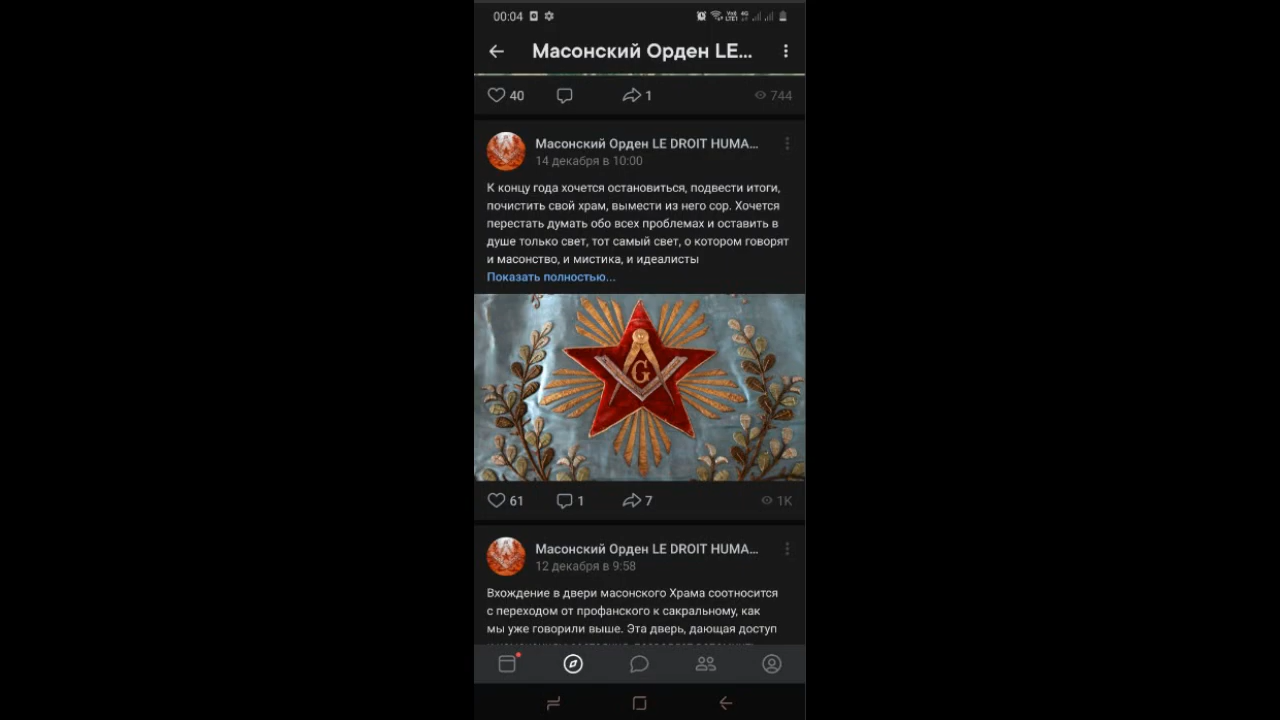 00:04
Масонский Орден LE...
40
1
744
Масонский Орден LE DROIT HUMA...
14 декабря в 10:00
К концу года хочется остановиться, подвести итоги,
почистить свой храм, вымести из него сор. Хочется
перестать думать обо всех проблемах и оставить в
душе только свет, тот самый свет, о котором говорят
и масонство, и мистика, и идеалисты
Показать полностью...
G
61
1
7
1K
Масонский Орден LE DROIT HUMA...
12 декабря в 9:58
Вхождение в двери масонского Храма соотносится
с переходом от профанского к сакральному, как
мы уже говорили выше. Эта дверь, дающая доступ